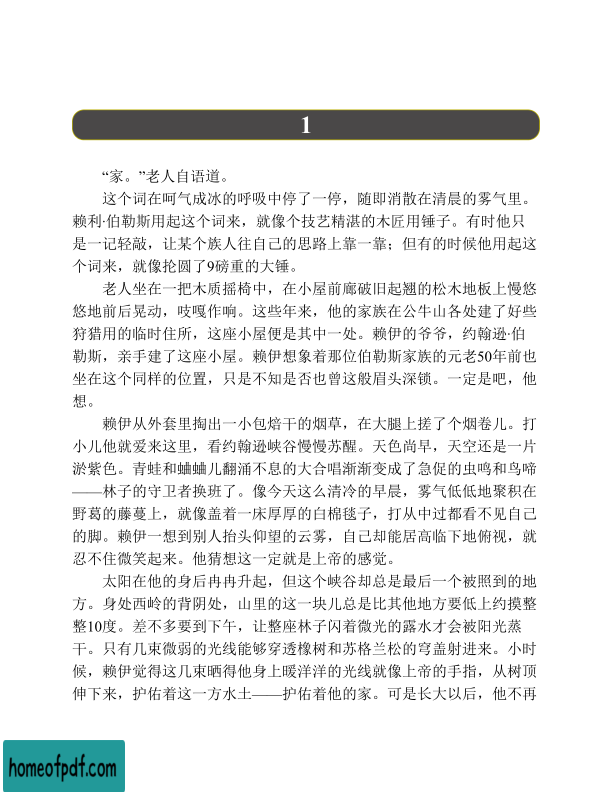 1
“家。”老人自语道。
这个词在呵气成冰的呼吸中停了一停，随即消散在清晨的雾气里。
赖利·伯勒斯用起这个词来，就像个技艺精湛的木匠用锤子。有时他只
是一记轻敲，让某个族人往自己的思路上靠一靠；但有的时候他用起这
个词来，就像抡圆了9磅重的大锤。
老人坐在一把木质摇椅中，在小屋前廊破旧起翘的松木地板上慢悠
悠地前后晃动，吱嘎作响。这些年来，他的家族在公牛山各处建了好些
狩猎用的临时住所，这座小屋便是其中一处。赖伊的爷爷，约翰逊·伯
勒斯，亲手建了这座小屋。赖伊想象着那位伯勒斯家族的元老50年前也
坐在这个同样的位置，只是不知是否也曾这般眉头深锁。一定是吧，他
想。
赖伊从外套里掏出一小包焙干的烟草，在大腿上搓了个烟卷儿。打
小儿他就爱来这里，看约翰逊峡谷慢慢苏醒。天色尚早，天空还是一片
淤紫色。青蛙和蛐蛐儿翻涌不息的大合唱渐渐变成了急促的虫鸣和鸟啼
——林子的守卫者换班了。像今天这么清冷的早晨，雾气低低地聚积在
野葛的藤蔓上，就像盖着一床厚厚的白棉毯子，打从中过都看不见自己
的脚。赖伊一想到别人抬头仰望的云雾，自己却能居高临下地俯视，就
忍不住微笑起来。他猜想这一定就是上帝的感觉。
太阳在他的身后冉冉升起，但这个峡谷却总是最后一个被照到的地
方。身处西岭的背阴处，山里的这一块儿总是比其他地方要低上约摸整
整10度。差不多要到下午，让整座林子闪着微光的露水才会被阳光蒸
干。只有几束微弱的光线能够穿透橡树和苏格兰松的穹盖射进来。小时
候，赖伊觉得这几束晒得他身上暖洋洋的光线就像上帝的手指，从树顶
伸下来，护佑着这一方水土——护佑着他的家。可是长大以后，他不再
homeofpdf.com